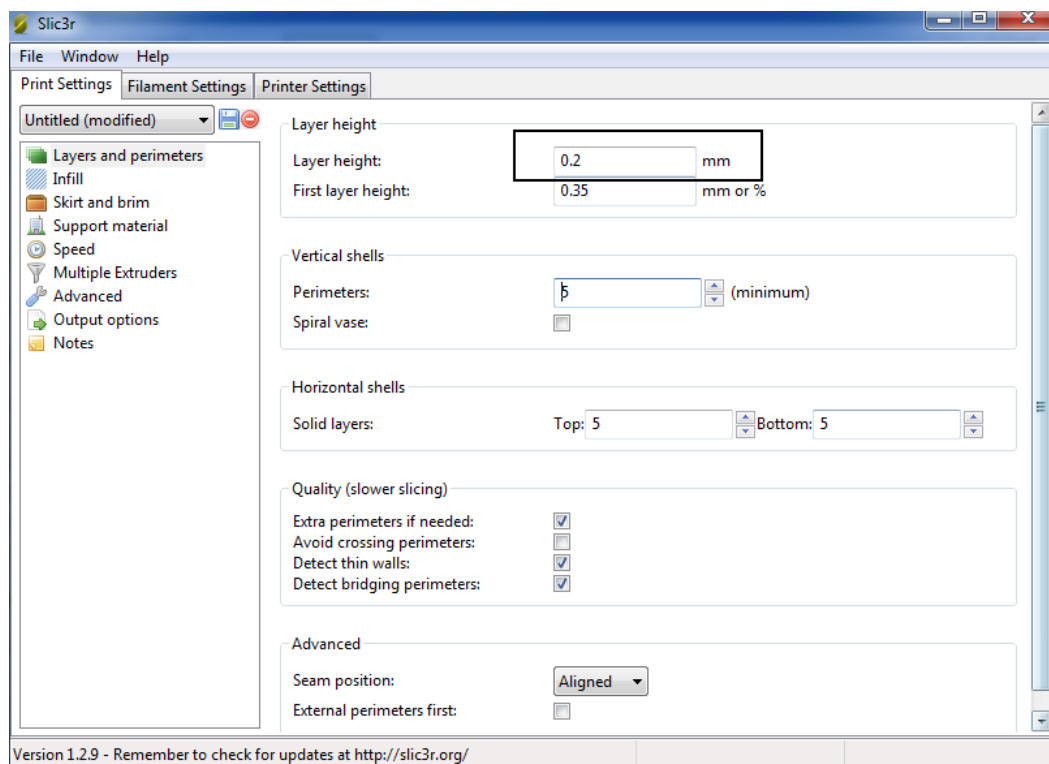 Slic3r
File Window Help
Print Settings Filament Settings Printer Settings
Untitled (modified)
Layers and perimeters
Infill
Skirt and brim
Support material
Speed
Multiple Extruders
Advanced
Output options
Notes
Layer height
Layer height: 0.2 mm
First layer height: 0.35 mm or %
Vertical shells
Perimeters: 5 (minimum)
Spiral vase:
Horizontal shells
Solid layers: Top: 5 Bottom: 5
Quality (slower slicing)
Extra perimeters if needed:
Avoid crossing perimeters:
Detect thin walls:
Detect bridging perimeters:
Advanced
Seam position: Aligned
External perimeters first:
Version 1.2.9 - Remember to check for updates at http://slic3r.org/